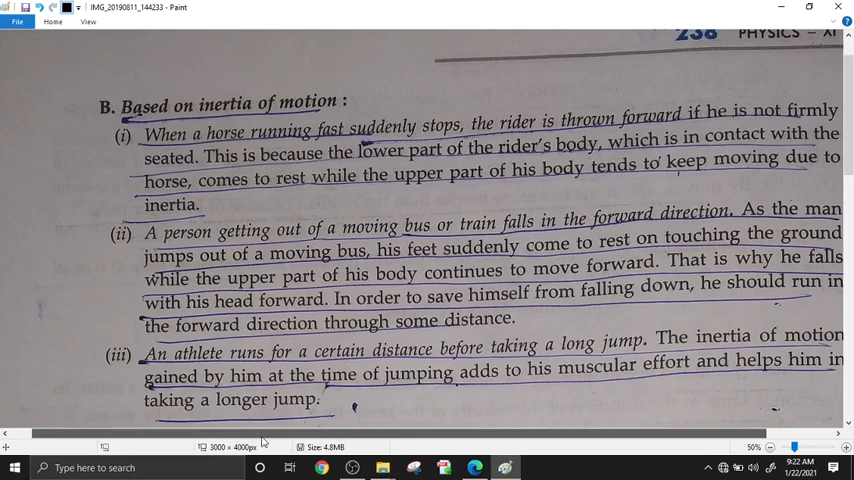 IMG_20190811_144233 - Paint
File Home View
238 PHYSICS – XI
B. Based on inertia of motion :
(i) When a horse running fast suddenly stops, the rider is thrown forward if he is not firmly
seated. This is because the lower part of the rider's body, which is in contact with the
horse, comes to rest while the upper part of his body tends to keep moving due to
inertia.
(ii) A person getting out of a moving bus or train falls in the forward direction. As the man
jumps out of a moving bus, his feet suddenly come to rest on touching the ground
while the upper part of his body continues to move forward. That is why he falls
with his head forward. In order to save himself from falling down, he should run in
the forward direction through some distance.
(iii) An athlete runs for a certain distance before taking a long jump. The inertia of motion
gained by him at the time of jumping adds to his muscular effort and helps him in
taking a longer jump.
3000 × 4000px Size: 4.8MB 50%
Type here to search
9:22 AM
1/22/2021